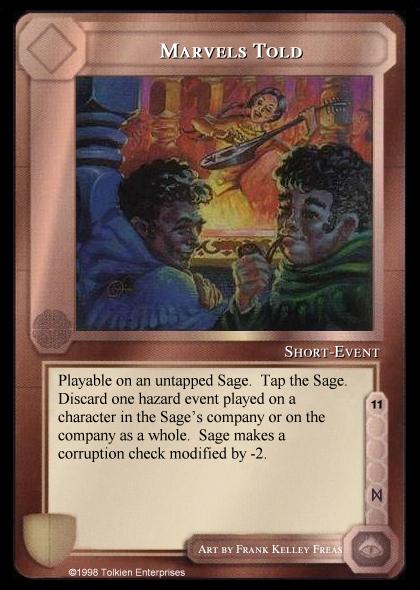 MARVELS TOLD
SHORT-EVENT
Playable on an untapped Sage. Tap the Sage.
Discard one hazard event played on a
character in the Sage's company or on the
company as a whole. Sage makes a
corruption check modified by -2.
11
ART BY FRANK KELLEY FREAS
©1998 Tolkien Enterprises